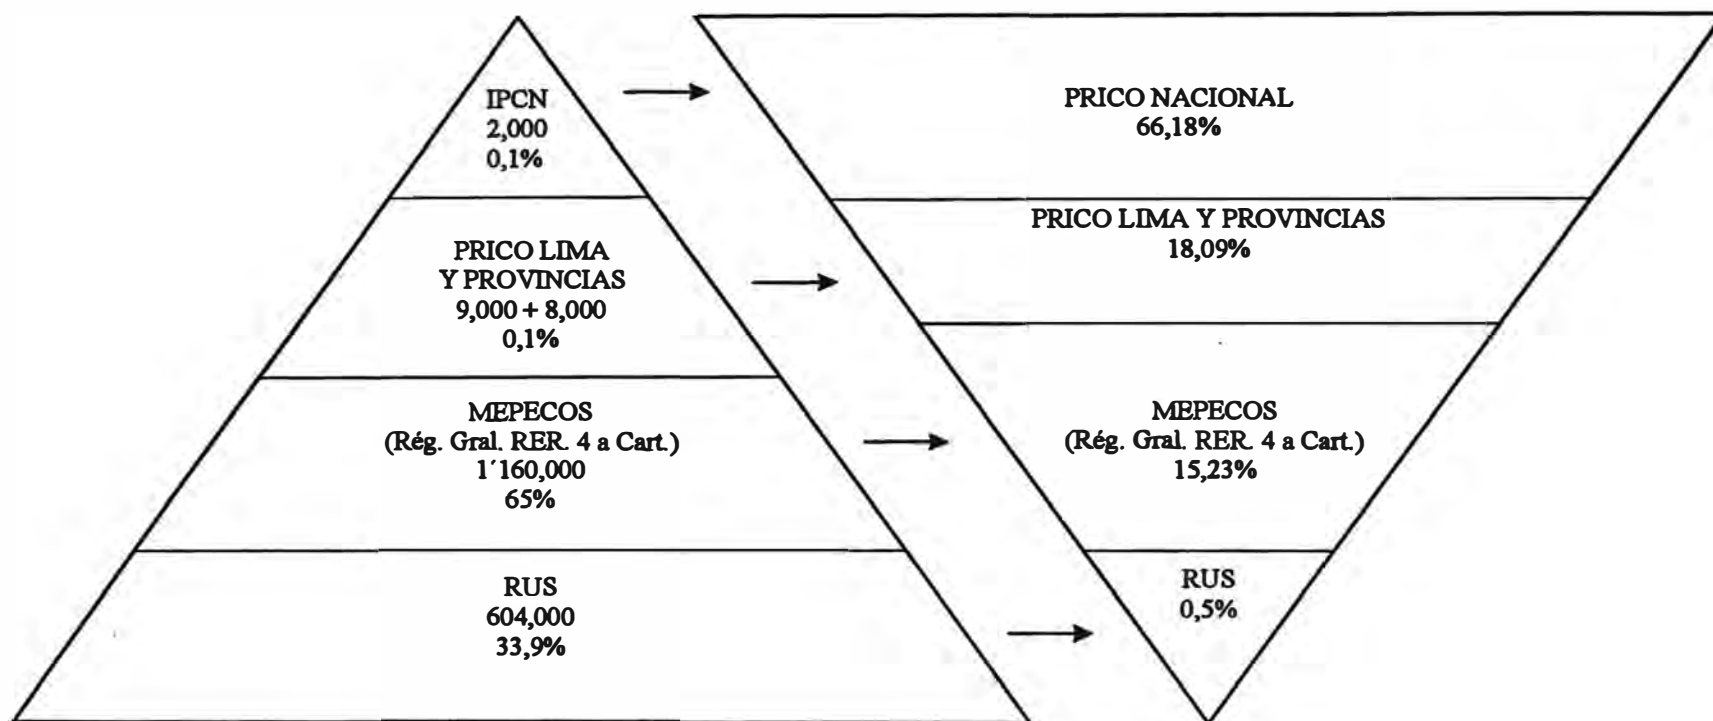 IPCN
2,000
0,1%
PRICO LIMA
Y PROVINCIAS
9,000 + 8,000
0,1%
MEPECOS
(Rég. Gral. RER. 4 a Cart.)
1´160,000
65%
RUS
604,000
33,9%
PRICO NACIONAL
66,18%
PRICO LIMA Y PROVINCIAS
18,09%
MEPECOS
(Rég. Gral. RER. 4 a Cart.)
15,23%
RUS
0,5%